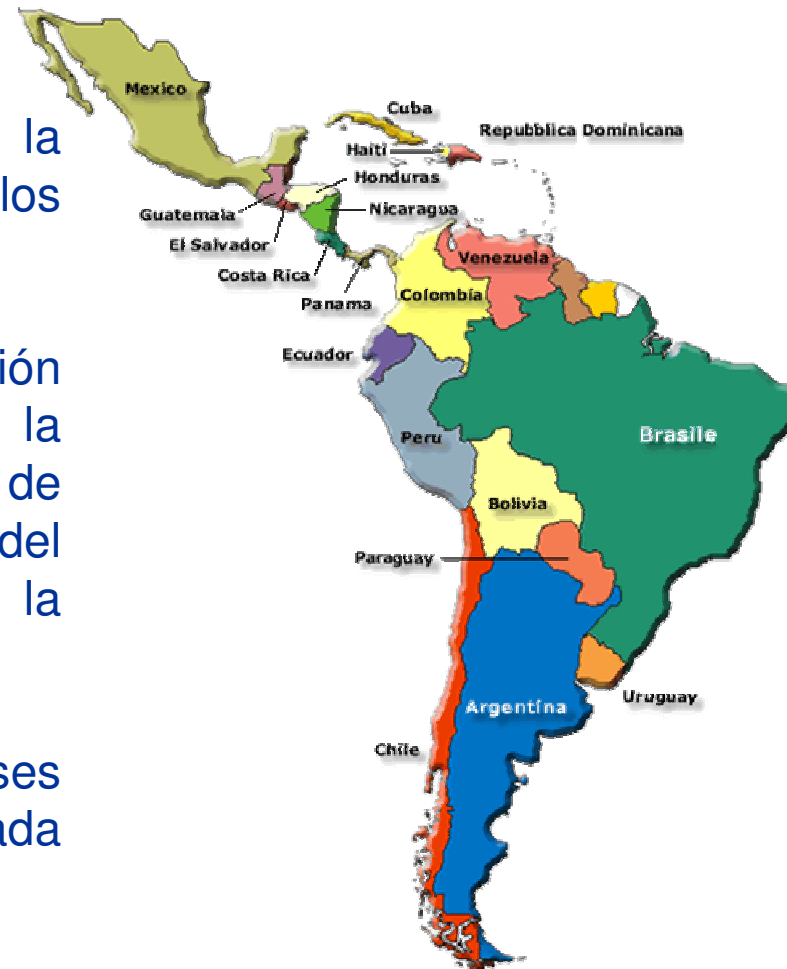 la
los
ión
la
de
del
la
ses
ada
Mexico
Cuba
Repubblica Dominicana
Haiti
Honduras
Guatemala
Nicaragua
El Salvador
Venezuela
Costa Rica
Colombia
Panama
Ecuador
Peru
Brasile
Bolivia
Paraguay
Uruguay
Argentina
Chile